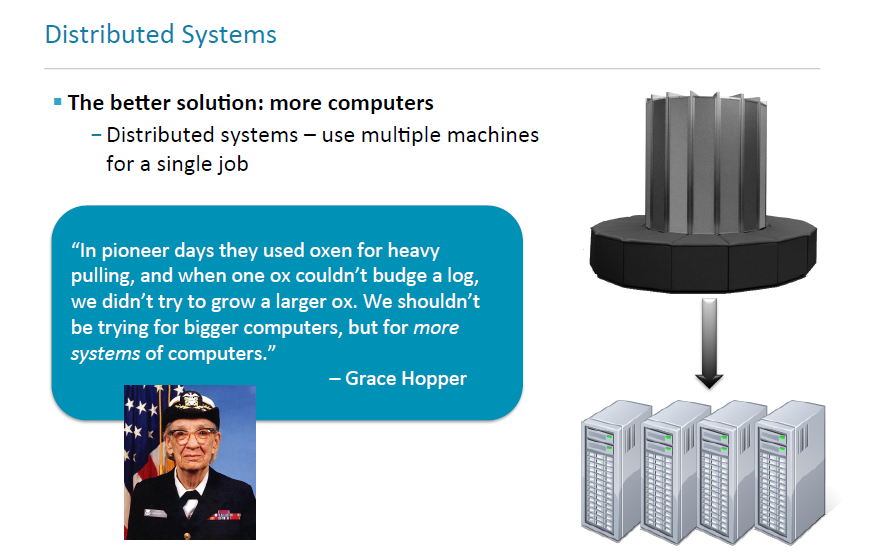 Distributed Systems
▪ The better solution: more computers
– Distributed systems – use multiple machines
for a single job
“In pioneer days they used oxen for heavy
pulling, and when one ox couldn’t budge a log,
we didn’t try to grow a larger ox. We shouldn’t
be trying for bigger computers, but for more
systems of computers.”
– Grace Hopper